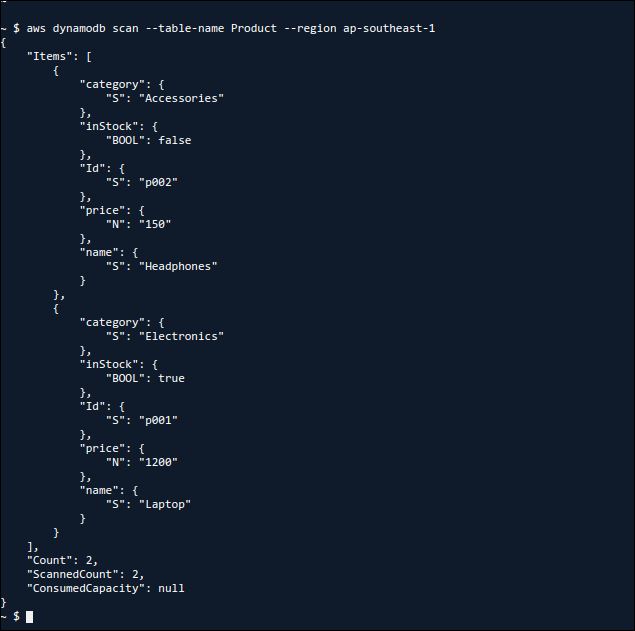 ~ $ aws dynamodb scan --table-name Product --region ap-southeast-1
{
    "Items": [
        {
            "category": {
                "S": "Accessories"
            },
            "inStock": {
                "BOOL": false
            },
            "Id": {
                "S": "p002"
            },
            "price": {
                "N": "150"
            },
            "name": {
                "S": "Headphones"
            }
        },
        {
            "category": {
                "S": "Electronics"
            },
            "inStock": {
                "BOOL": true
            },
            "Id": {
                "S": "p001"
            },
            "price": {
                "N": "1200"
            },
            "name": {
                "S": "Laptop"
            }
        }
    ],
    "Count": 2,
    "ScannedCount": 2,
    "ConsumedCapacity": null
}
~ $